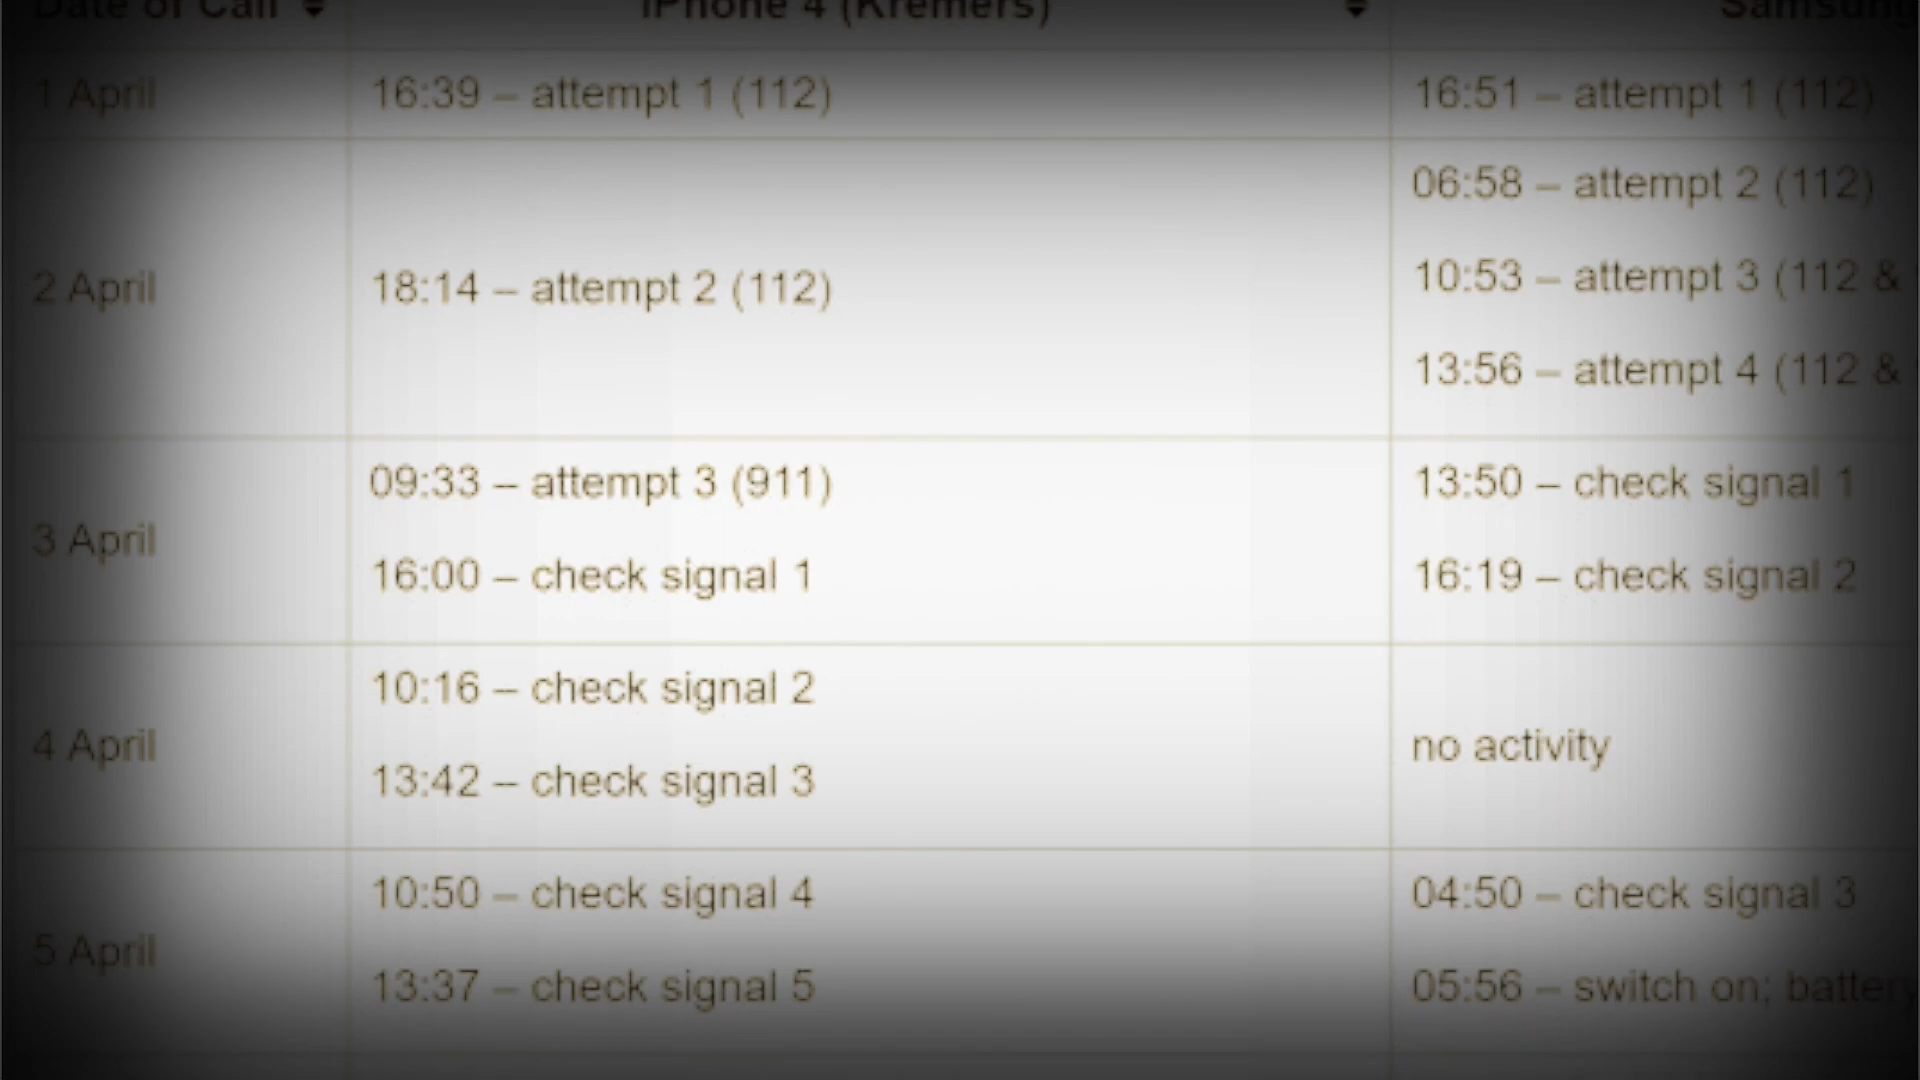 Date of Call
iPhone 4 (Kremers)
Samsung
1 April
16:39 – attempt 1 (112)
16:51 – attempt 1 (112)
2 April
18:14 – attempt 2 (112)
06:58 – attempt 2 (112)
10:53 – attempt 3 (112 &
13:56 – attempt 4 (112 &
3 April
09:33 – attempt 3 (911)
16:00 – check signal 1
13:50 – check signal 1
16:19 – check signal 2
4 April
10:16 – check signal 2
13:42 – check signal 3
no activity
5 April
10:50 – check signal 4
13:37 – check signal 5
04:50 – check signal 3
05:56 – switch on; battery